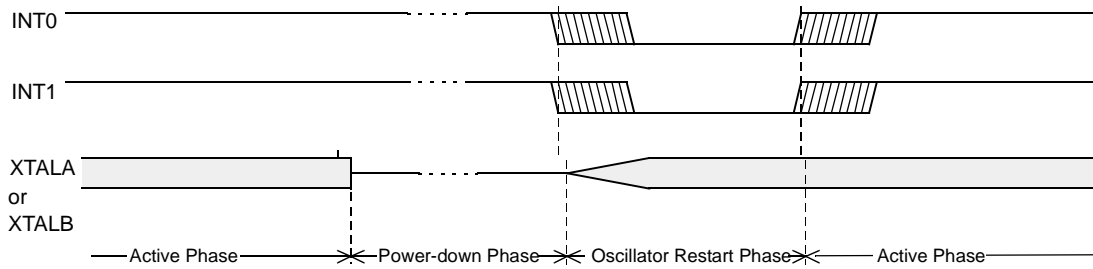 INT0
INT1
XTALA
or
XTALB
Active Phase Power-down Phase Oscillator Restart Phase Active Phase